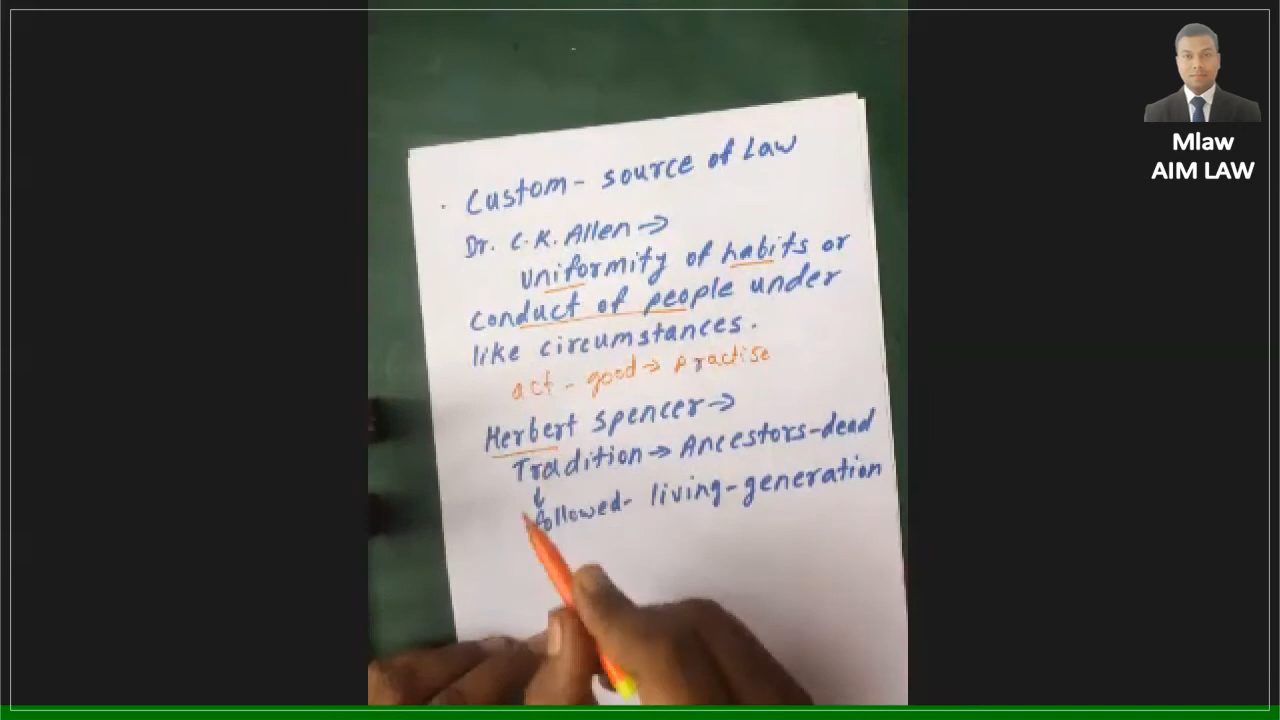 Custom - source of Law
Dr. C.K. Allen →
Uniformity of habits or
conduct of people under
like circumstances.
act - good → practise
Herbert Spencer →
Tradition → Ancestors-dead
↓
followed- living-generation
Mlaw
AIM LAW